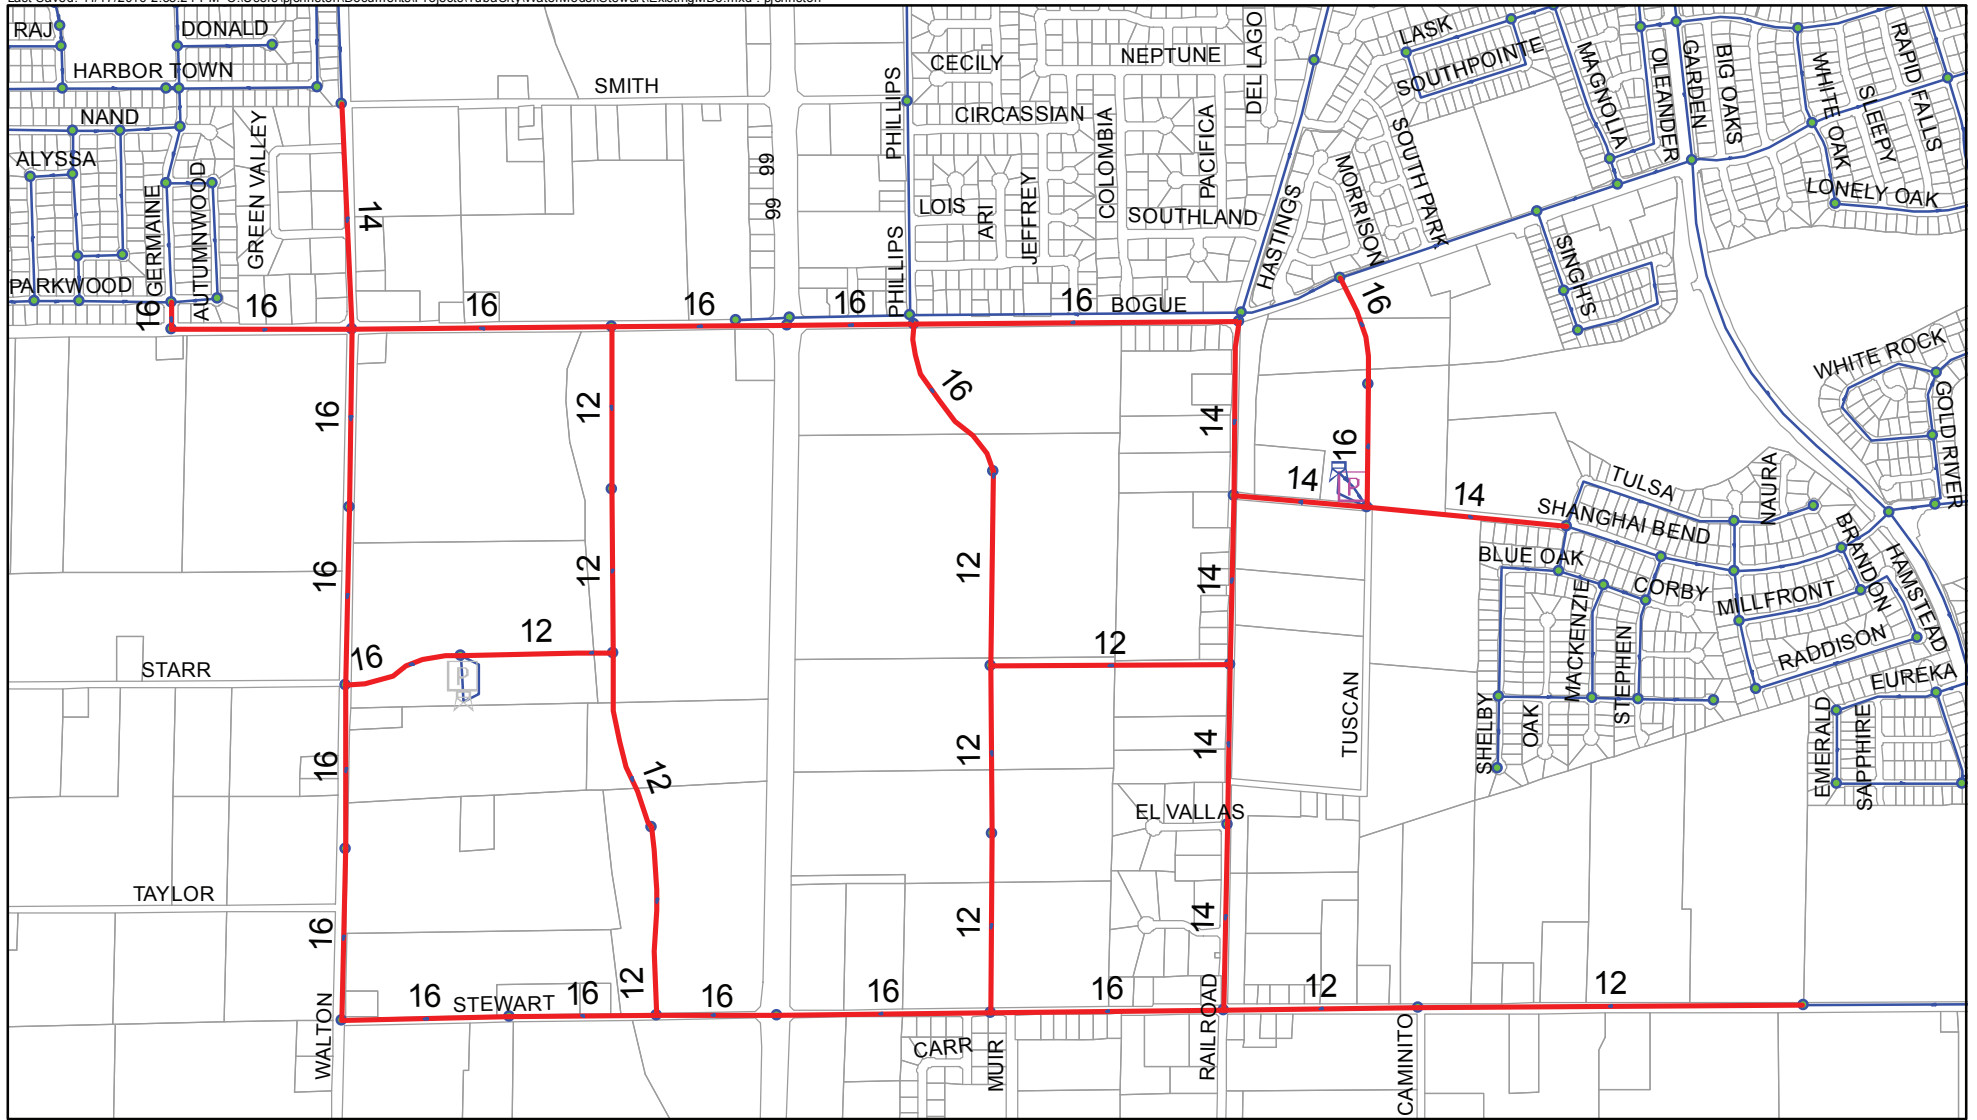 RAJ
DONALD
HARBOR TOWN
NAND
ALYSSA
PARKWOOD
GERMAINE
AUTUMNWOOD
GREEN VALLEY
16
16
14
SMITH
99
99
PHILLIPS
PHILLIPS
CECILY
NEPTUNE
DEL LAGO
CIRCASSIAN
COLOMBIA
PACIFICA
LOIS
ARI
JEFFREY
SOUTHLAND
HASTINGS
MORRISON
SOUTH PARK
LASK
SOUTHPOINTE
MAGNOLIA
OLEANDER
GARDEN
BIG OAKS
WHITE OAK
SLEEPY
RAPID FALLS
LONELY OAK
SINGH'S
16
16
16
16
BOGUE
16
16
12
16
14
16
14
14
WHITE ROCK
GOLD RIVER
TULSA
NAURA
SHANGHAI BEND
BRANDON
HAMSTEAD
BLUE OAK
CORBY
MILLFRONT
MACKENZIE
STEPHEN
RADDISON
EUREKA
SHELBY
OAK
EMERALD
SAPPHIRE
TUSCAN
16
12
12
14
STARR
16
12
12
P
P
16
12
12
14
EL VALLAS
TAYLOR
16
12
12
14
WALTON
16
STEWART
16
16
16
16
RAILROAD
12
12
CARR
MUIR
CAMINITO